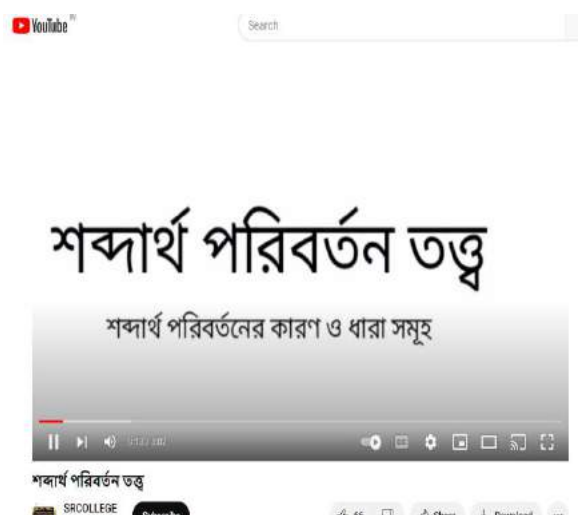 YouTube
Search
শব্দার্থ পরিবর্তন তত্ত্ব
শব্দার্থ পরিবর্তনের কারণ ও ধারা সমূহ
শব্দার্থ পরিবর্তন তত্ত্ব
SRCOLLEGE
Subscribe
Share
Download